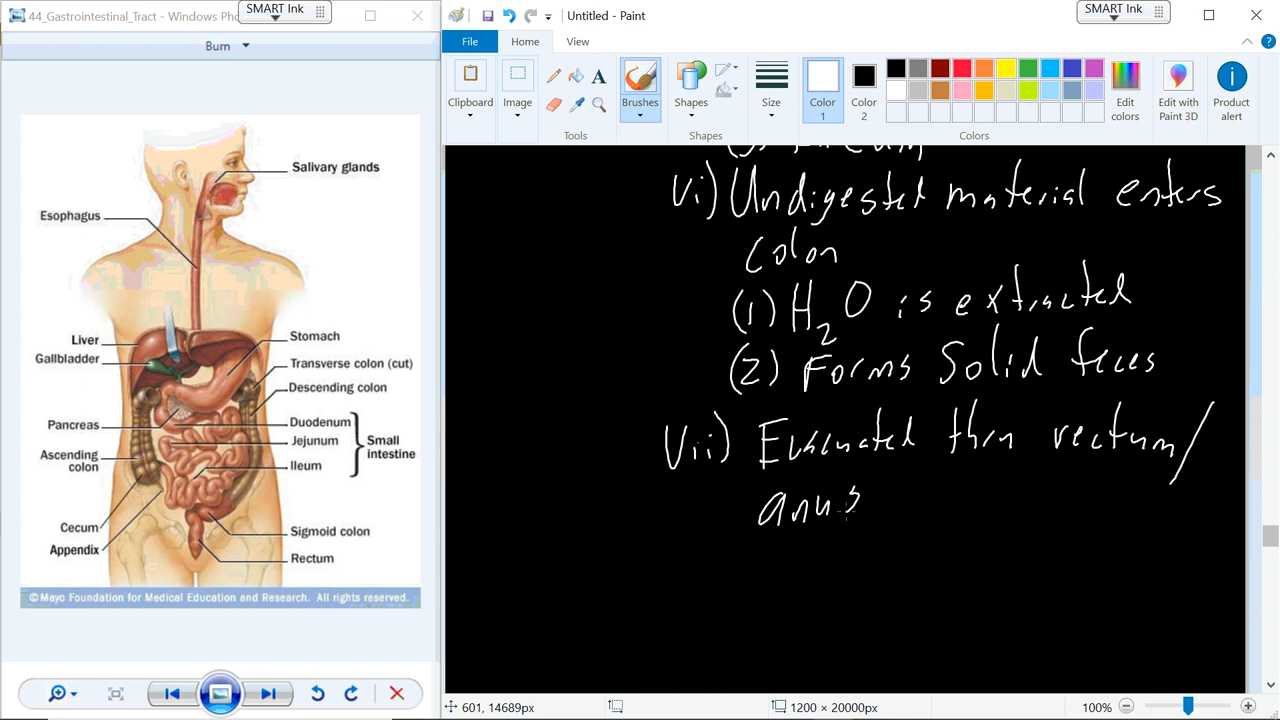 44_Gastrointestinal_Tract - Windows Pho
SMART Ink
Burn
Salivary glands
Esophagus
Liver
Gallbladder
Stomach
Transverse colon (cut)
Descending colon
Pancreas
Duodenum
Jejunum
Small
intestine
Ascending
colon
Ileum
Cecum
Appendix
Sigmoid colon
Rectum
©Mayo Foundation for Medical Education and Research. All rights reserved.
Untitled - Paint
SMART Ink
File
Home
View
Clipboard
Image
Tools
Brushes
Shapes
Shapes
Size
Color
1
Color
2
Edit
colors
Colors
Edit with
Paint 3D
Product
alert
vi) Undigested material enters
colon
(1) H2O is extracted
(2) Forms solid feces
vii) Evacuated thru rectum/
anus
601, 14689px
1200 × 20000px
100%